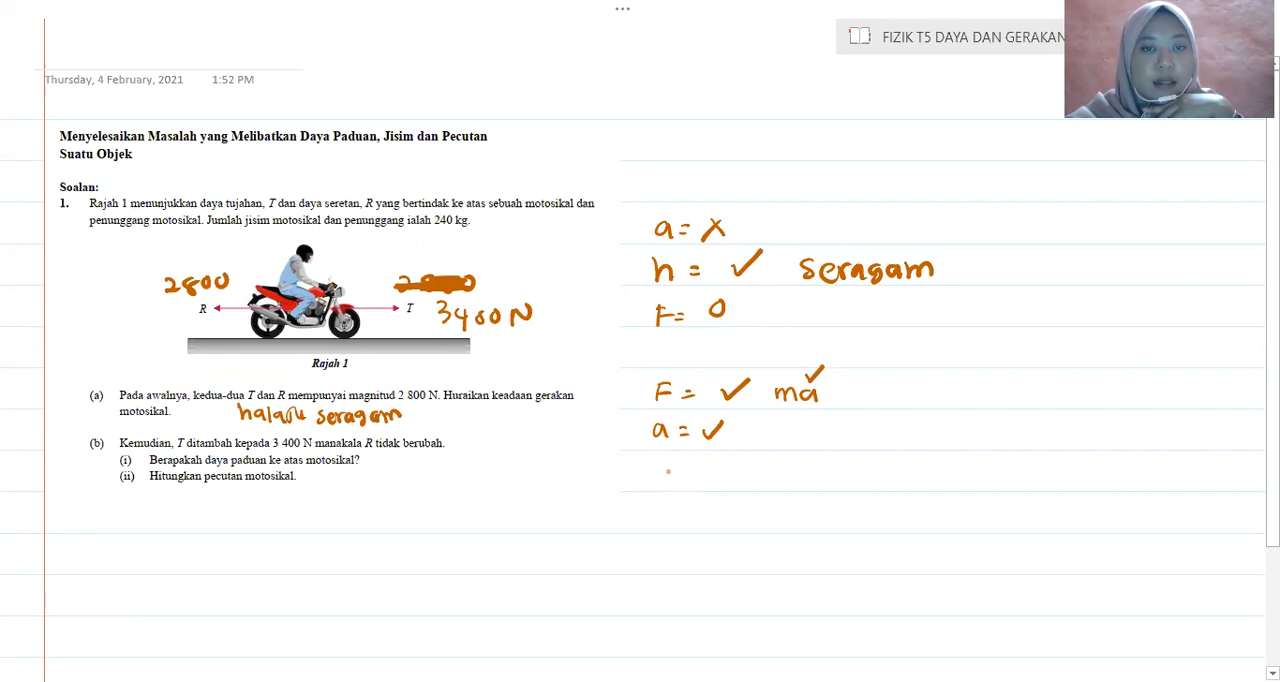 ...
FIZIK T5 DAYA DAN GERAKAN
Thursday, 4 February, 2021 1:52 PM
Menyelesaikan Masalah yang Melibatkan Daya Paduan, Jisim dan Pecutan
Suatu Objek
Soalan:
1. Rajah 1 menunjukkan daya tujahan, T dan daya seretan, R yang bertindak ke atas sebuah motosikal dan
penunggang motosikal. Jumlah jisim motosikal dan penunggang ialah 240 kg.
2800
R T 3400 N
Rajah 1
(a) Pada awalnya, kedua-dua T dan R mempunyai magnitud 2 800 N. Huraikan keadaan gerakan
motosikal. halaju seragam
(b) Kemudian, T ditambah kepada 3 400 N manakala R tidak berubah.
(i) Berapakah daya paduan ke atas motosikal?
(ii) Hitungkan pecutan motosikal.
a = x
h = ✓ seragam
F = 0
F = ✓ ma ✓
a = ✓